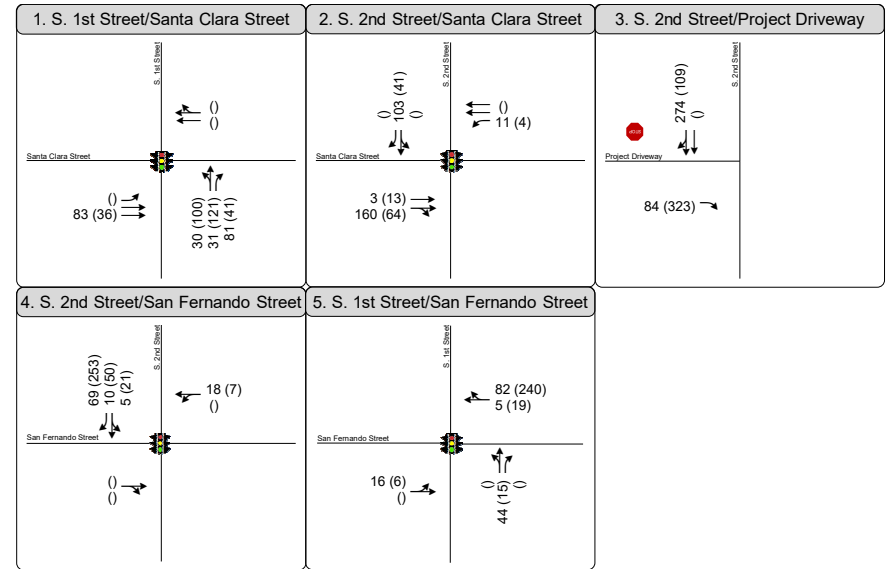 1. S. 1st Street/Santa Clara Street
S. 1st Street
()
()
Santa Clara Street
()
83 (36)
30 (100)
31 (121)
81 (41)
2. S. 2nd Street/Santa Clara Street
S. 2nd Street
()
103 (41)
()
()
11 (4)
Santa Clara Street
3 (13)
160 (64)
3. S. 2nd Street/Project Driveway
S. 2nd Street
274 (109)
()
STOP
Project Driveway
84 (323)
4. S. 2nd Street/San Fernando Street
S. 2nd Street
69 (253)
10 (50)
5 (21)
18 (7)
()
San Fernando Street
()
()
5. S. 1st Street/San Fernando Street
S. 1st Street
82 (240)
5 (19)
San Fernando Street
16 (6)
()
()
44 (15)
()